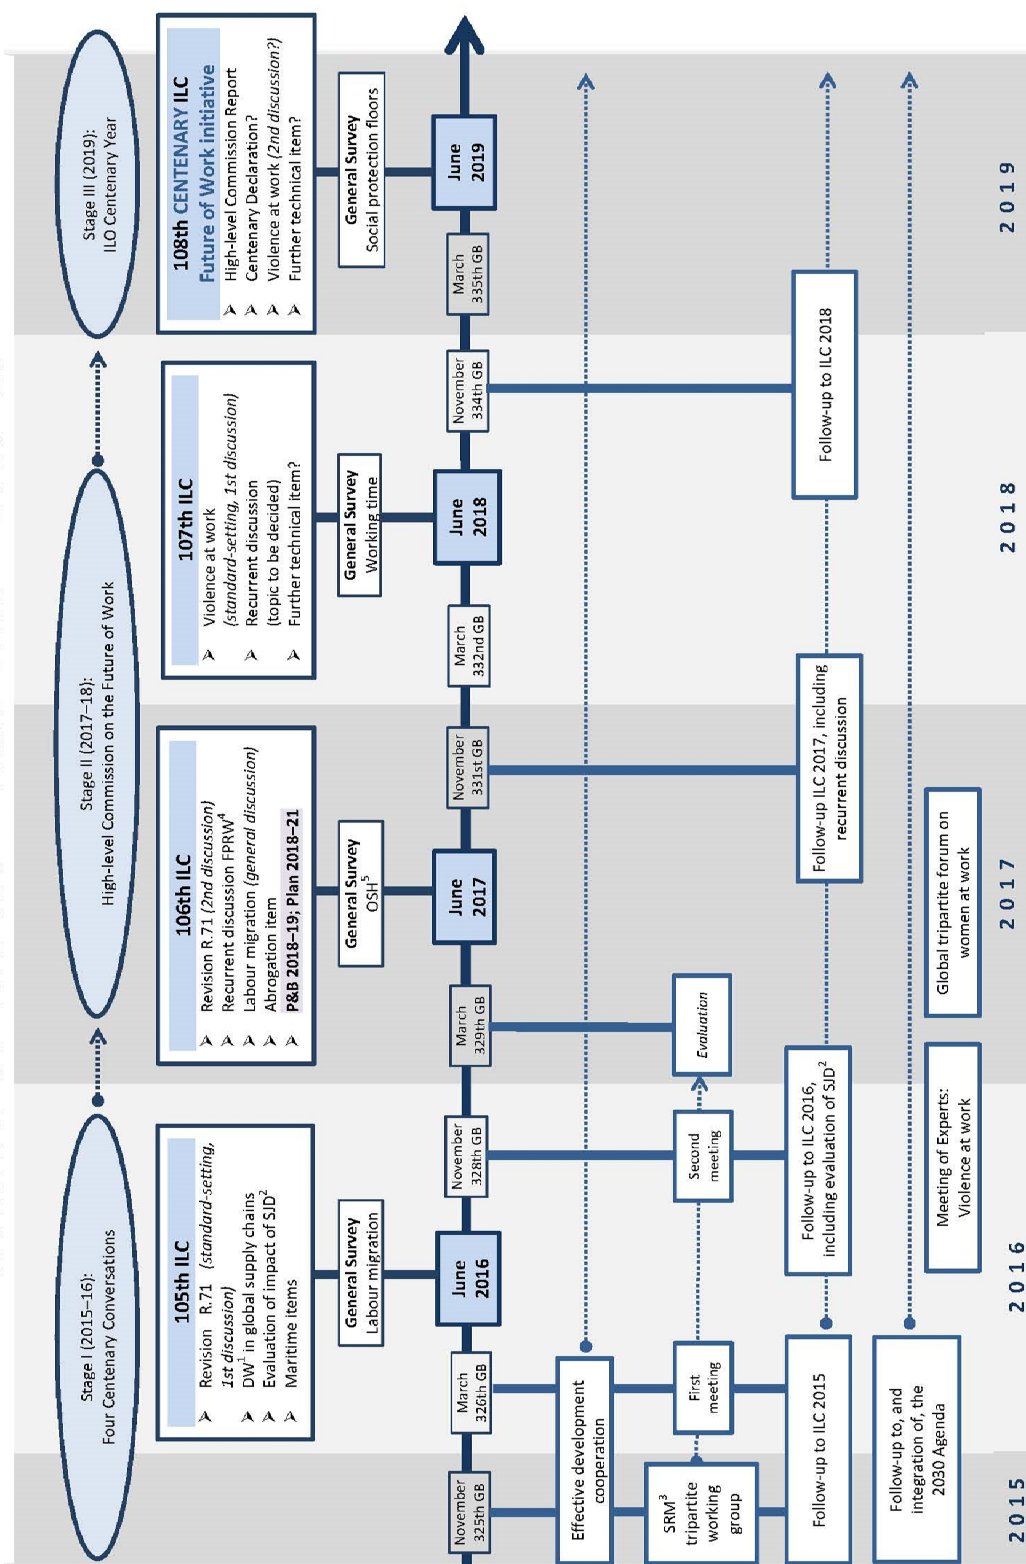 Stage I (2015–16):
Four Centenary Conversations
Stage II (2017–18):
High-level Commission on the Future of Work
Stage III (2019):
ILO Centenary Year
105th ILC
➢ Revision R.71 (standard-setting,
1st discussion)
➢ DW¹ in global supply chains
➢ Evaluation of impact of SJD²
➢ Maritime items
106th ILC
➢ Revision R.71 (2nd discussion)
➢ Recurrent discussion FPRW⁴
➢ Labour migration (general discussion)
➢ Abrogation item
➢ P&B 2018–19; Plan 2018–21
107th ILC
➢ Violence at work
(standard-setting, 1st discussion)
➢ Recurrent discussion
(topic to be decided)
➢ Further technical item?
108th CENTENARY ILC
Future of Work initiative
➢ High-level Commission Report
➢ Centenary Declaration?
➢ Violence at work (2nd discussion?)
➢ Further technical item?
General Survey
Labour migration
General Survey
OSH⁵
General Survey
Working time
General Survey
Social protection floors
November
325th GB
March
326th GB
June
2016
November
328th GB
March
329th GB
June
2017
November
331st GB
March
332nd GB
June
2018
November
334th GB
March
335th GB
June
2019
Effective development
cooperation
SRM³
tripartite
working
group
First
meeting
Second
meeting
Evaluation
Follow-up to ILC 2015
Follow-up to ILC 2016,
including evaluation of SJD²
Follow-up ILC 2017, including
recurrent discussion
Follow-up to ILC 2018
Follow-up to, and
integration of, the
2030 Agenda
Meeting of Experts:
Violence at work
Global tripartite forum on
women at work
2015
2016
2017
2018
2019